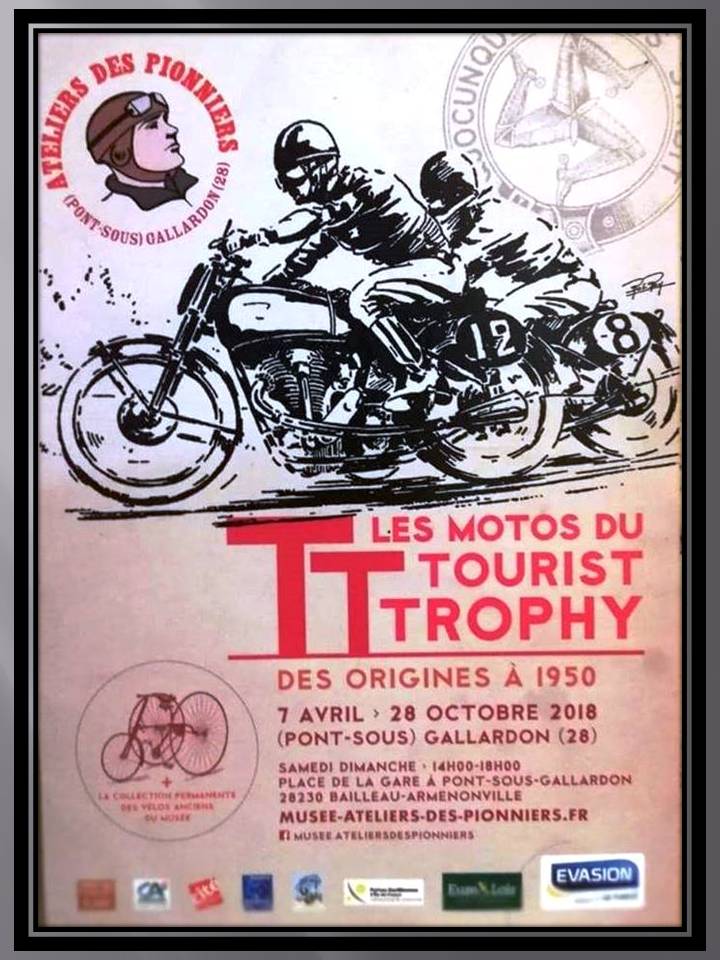 ATELIERS DES PIONNIERS
(PONT-SOUS) GALLARDON (28)
12
8
TT
LES MOTOS DU
TOURIST
TROPHY
DES ORIGINES À 1950
7 AVRIL > 28 OCTOBRE 2018
(PONT-SOUS) GALLARDON (28)
SAMEDI DIMANCHE > 14H00-18H00
PLACE DE LA GARE À PONT-SOUS-GALLARDON
28230 BAILLEAU-ARMENONVILLE
MUSEE-ATELIERS-DES-PIONNIERS.FR
MUSEE.ATELIERSDESPIONNIERS
+
LA COLLECTION PERMANENTE
DES VÉLOS ANCIENS
DU MUSÉE
CA
EVASION